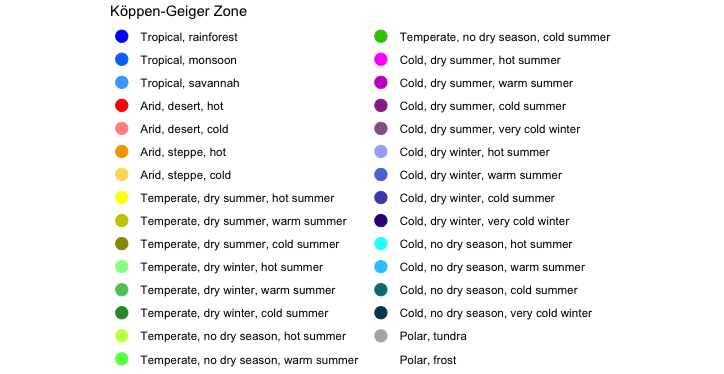 Köppen-Geiger Zone
Tropical, rainforest
Tropical, monsoon
Tropical, savannah
Arid, desert, hot
Arid, desert, cold
Arid, steppe, hot
Arid, steppe, cold
Temperate, dry summer, hot summer
Temperate, dry summer, warm summer
Temperate, dry summer, cold summer
Temperate, dry winter, hot summer
Temperate, dry winter, warm summer
Temperate, dry winter, cold summer
Temperate, no dry season, hot summer
Temperate, no dry season, warm summer
Temperate, no dry season, cold summer
Cold, dry summer, hot summer
Cold, dry summer, warm summer
Cold, dry summer, cold summer
Cold, dry summer, very cold winter
Cold, dry winter, hot summer
Cold, dry winter, warm summer
Cold, dry winter, cold summer
Cold, dry winter, very cold winter
Cold, no dry season, hot summer
Cold, no dry season, warm summer
Cold, no dry season, cold summer
Cold, no dry season, very cold winter
Polar, tundra
Polar, frost